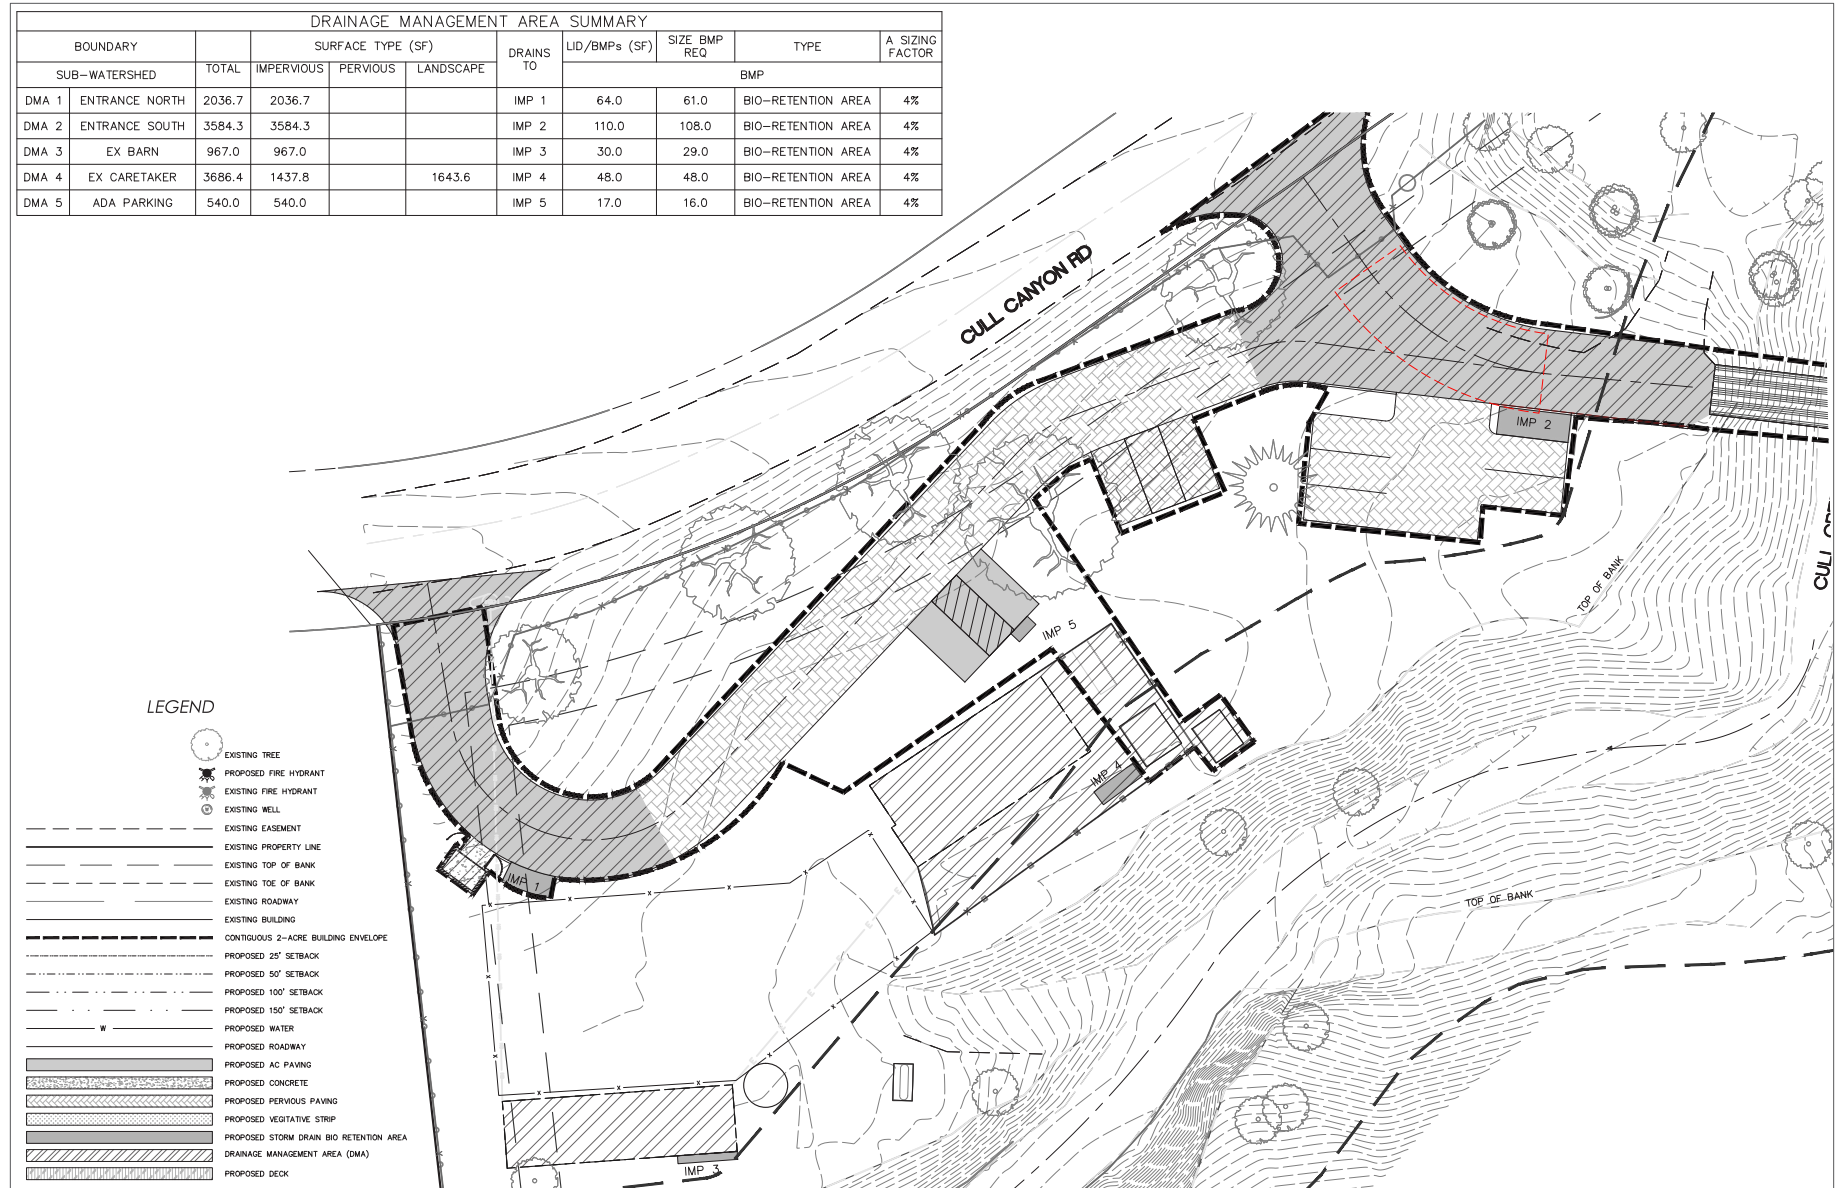 DRAINAGE MANAGEMENT AREA SUMMARY
BOUNDARY SURFACE TYPE (SF) DRAINS TO LID/BMPs (SF) SIZE BMP REQ TYPE A SIZING FACTOR
SUB-WATERSHED TOTAL IMPERVIOUS PERVIOUS LANDSCAPE BMP
DMA 1 ENTRANCE NORTH 2036.7 2036.7 IMP 1 64.0 61.0 BIO-RETENTION AREA 4%
DMA 2 ENTRANCE SOUTH 3584.3 3584.3 IMP 2 110.0 108.0 BIO-RETENTION AREA 4%
DMA 3 EX BARN 967.0 967.0 IMP 3 30.0 29.0 BIO-RETENTION AREA 4%
DMA 4 EX CARETAKER 3686.4 1437.8 1643.6 IMP 4 48.0 48.0 BIO-RETENTION AREA 4%
DMA 5 ADA PARKING 540.0 540.0 IMP 5 17.0 16.0 BIO-RETENTION AREA 4%
CULL CANYON RD
IMP 2
CULL
TOP OF BANK
IMP 5
IMP 4
IMP 1
TOP OF BANK
IMP 3
LEGEND
EXISTING TREE
PROPOSED FIRE HYDRANT
EXISTING FIRE HYDRANT
EXISTING WELL
EXISTING EASEMENT
EXISTING PROPERTY LINE
EXISTING TOP OF BANK
EXISTING TOE OF BANK
EXISTING ROADWAY
EXISTING BUILDING
CONTIGUOUS 2-ACRE BUILDING ENVELOPE
PROPOSED 25' SETBACK
PROPOSED 50' SETBACK
PROPOSED 100' SETBACK
PROPOSED 150' SETBACK
W PROPOSED WATER
PROPOSED ROADWAY
PROPOSED AC PAVING
PROPOSED CONCRETE
PROPOSED PERVIOUS PAVING
PROPOSED VEGITATIVE STRIP
PROPOSED STORM DRAIN BIO RETENTION AREA
DRAINAGE MANAGEMENT AREA (DMA)
PROPOSED DECK